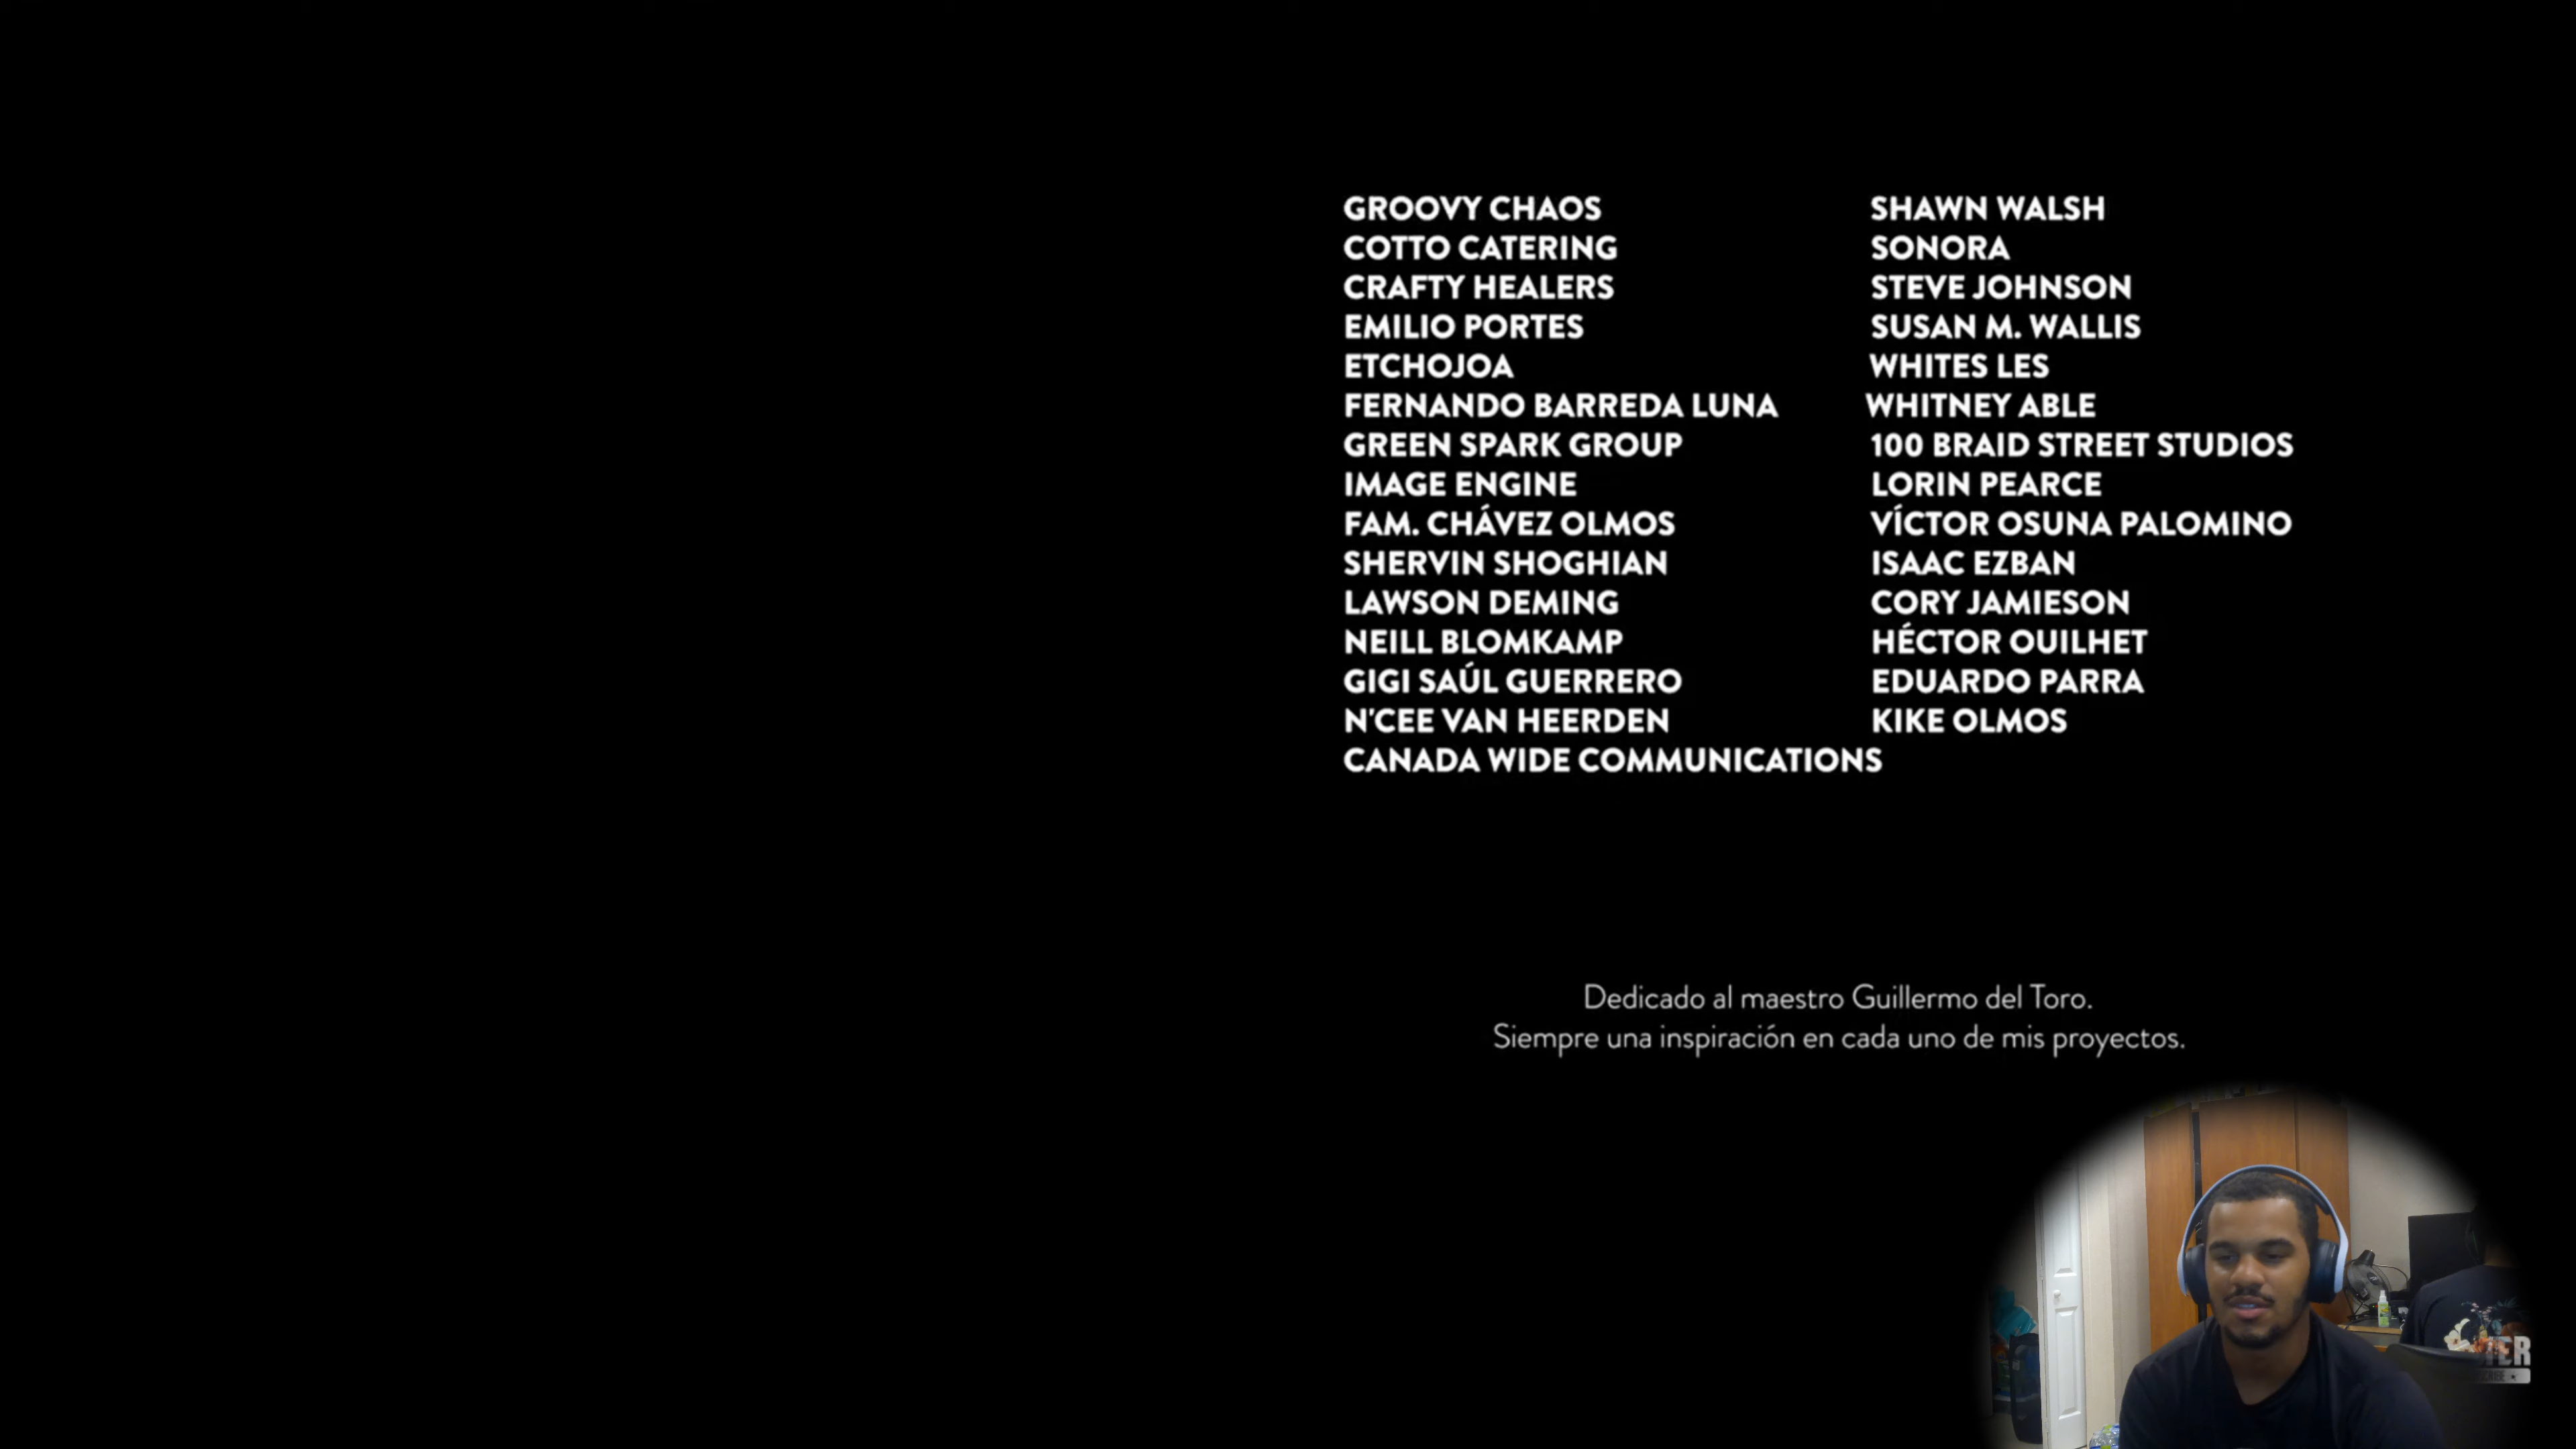 GROOVY CHAOS
COTTO CATERING
CRAFTY HEALERS
EMILIO PORTES
ETCHOJOA
FERNANDO BARREDA LUNA
GREEN SPARK GROUP
IMAGE ENGINE
FAM. CHÁVEZ OLMOS
SHERVIN SHOGHIAN
LAWSON DEMING
NEILL BLOMKAMP
GIGI SAÚL GUERRERO
N'CEE VAN HEERDEN
CANADA WIDE COMMUNICATIONS
SHAWN WALSH
SONORA
STEVE JOHNSON
SUSAN M. WALLIS
WHITES LES
WHITNEY ABLE
100 BRAID STREET STUDIOS
LORIN PEARCE
VÍCTOR OSUNA PALOMINO
ISAAC EZBAN
CORY JAMIESON
HÉCTOR OUILHET
EDUARDO PARRA
KIKE OLMOS
Dedicado al maestro Guillermo del Toro.
Siempre una inspiración en cada uno de mis proyectos.